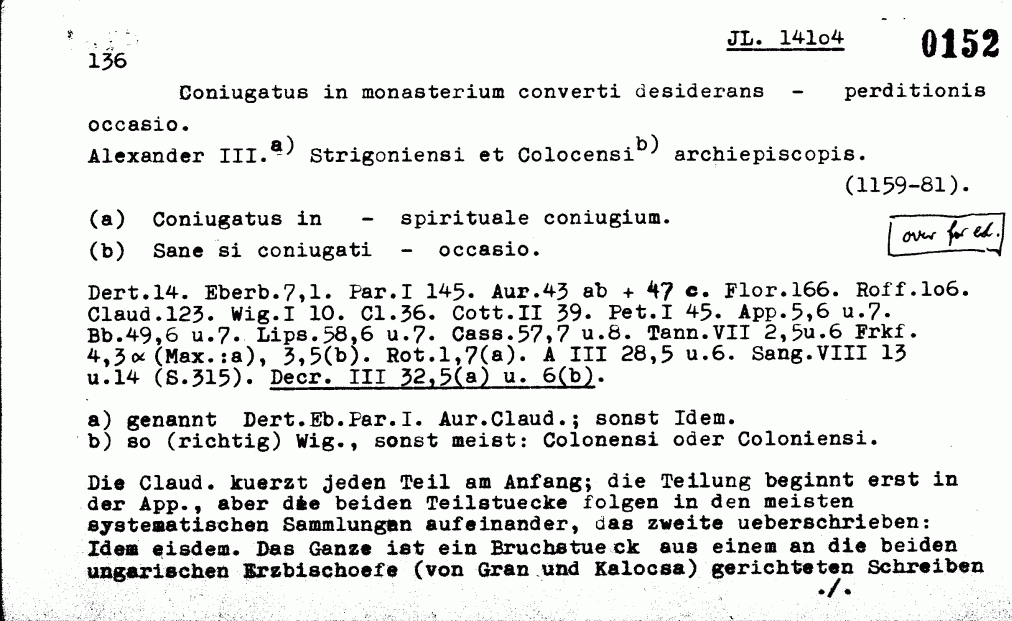 JL. 141o4 0152
136
Coniugatus in monasterium converti desiderans - perditionis
occasio.
Alexander III.a) Strigoniensi et Colocensib) archiepiscopis.
(1159-81).
(a) Coniugatus in - spirituale coniugium.
(b) Sane si coniugati - occasio.
over for ed.
Dert.14. Eberb.7,1. Par.I 145. Aur.43 ab + 47 c. Flor.166. Roff.1o6.
Claud.123. Wig.I 10. Cl.36. Cott.II 39. Pet.I 45. App.5,6 u.7.
Bb.49,6 u.7. Lips.58,6 u.7. Cass.57,7 u.8. Tann.VII 2,5u.6 Frkf.
4,3∝(Max.:a), 3,5(b). Rot.1,7(a). A III 28,5 u.6. Sang.VIII 13
u.14 (S.315). Decr. III 32,5(a) u. 6(b).
a) genannt Dert.Eb.Par.I. Aur.Claud.; sonst Idem.
b) so (richtig) Wig., sonst meist: Colonensi oder Coloniensi.
Die Claud. kuerzt jeden Teil am Anfang; die Teilung beginnt erst in
der App., aber die beiden Teilstuecke folgen in den meisten
systematischen Sammlungen aufeinander, das zweite ueberschrieben:
Idem eisdem. Das Ganze ist ein Bruchstueck aus einem an die beiden
ungarischen Erzbischoefe (von Gran und Kalocsa) gerichteten Schreiben
./.